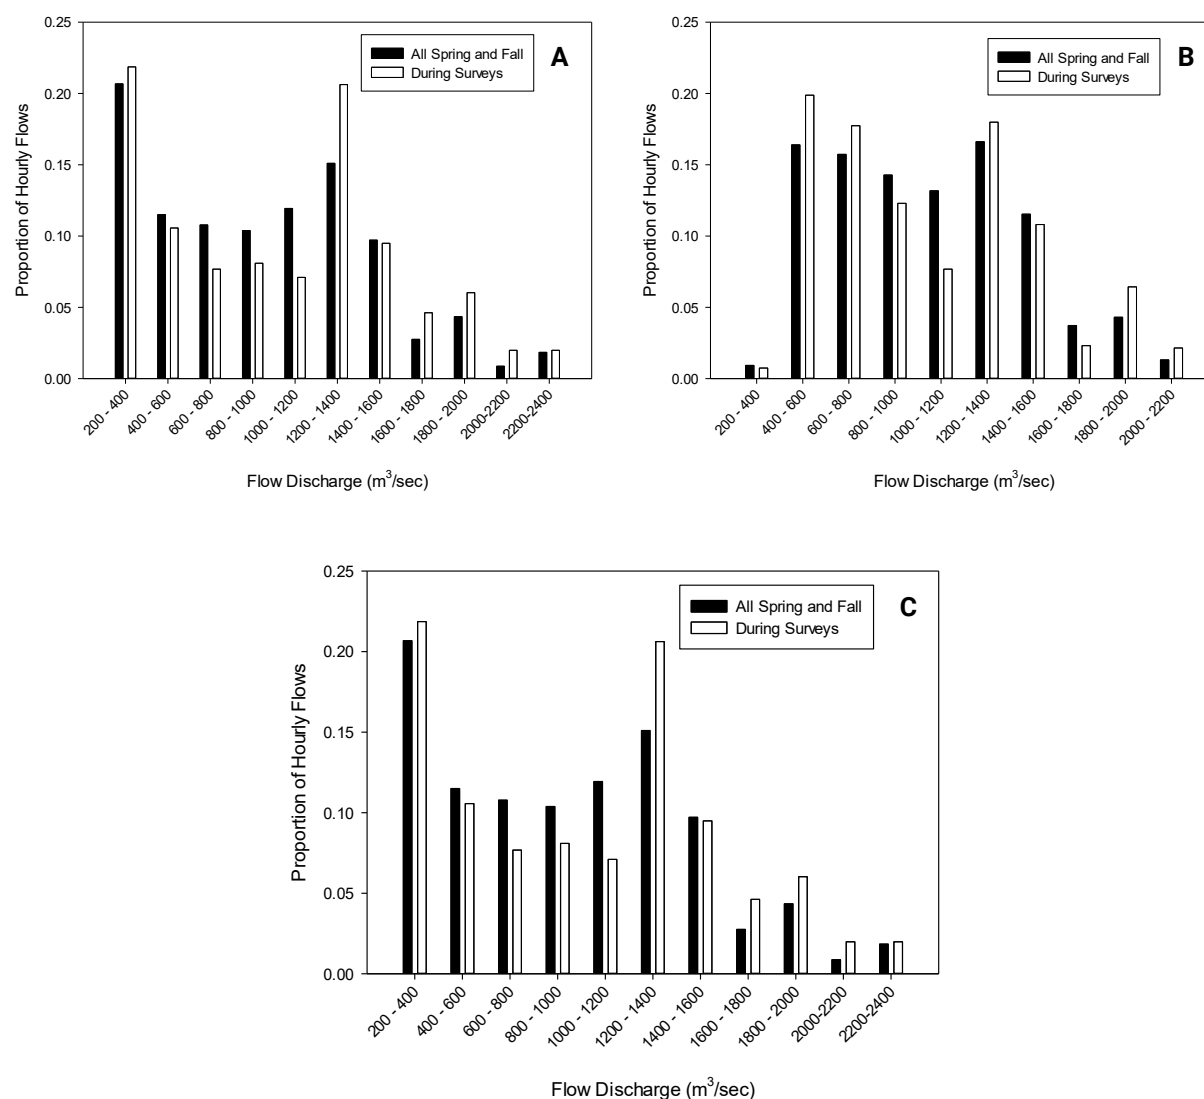 0.25
0.20
0.15
0.10
0.05
0.00
Proportion of Hourly Flows
All Spring and Fall
During Surveys
A
200 - 400
400 - 600
600 - 800
800 - 1000
1000 - 1200
1200 - 1400
1400 - 1600
1600 - 1800
1800 - 2000
2000-2200
2200-2400
Flow Discharge (m³/sec)
0.25
0.20
0.15
0.10
0.05
0.00
Proportion of Hourly Flows
All Spring and Fall
During Surveys
B
200 - 400
400 - 600
600 - 800
800 - 1000
1000 - 1200
1200 - 1400
1400 - 1600
1600 - 1800
1800 - 2000
2000 - 2200
Flow Discharge (m³/sec)
0.25
0.20
0.15
0.10
0.05
0.00
Proportion of Hourly Flows
All Spring and Fall
During Surveys
C
200 - 400
400 - 600
600 - 800
800 - 1000
1000 - 1200
1200 - 1400
1400 - 1600
1600 - 1800
1800 - 2000
2000-2200
2200-2400
Flow Discharge (m³/sec)